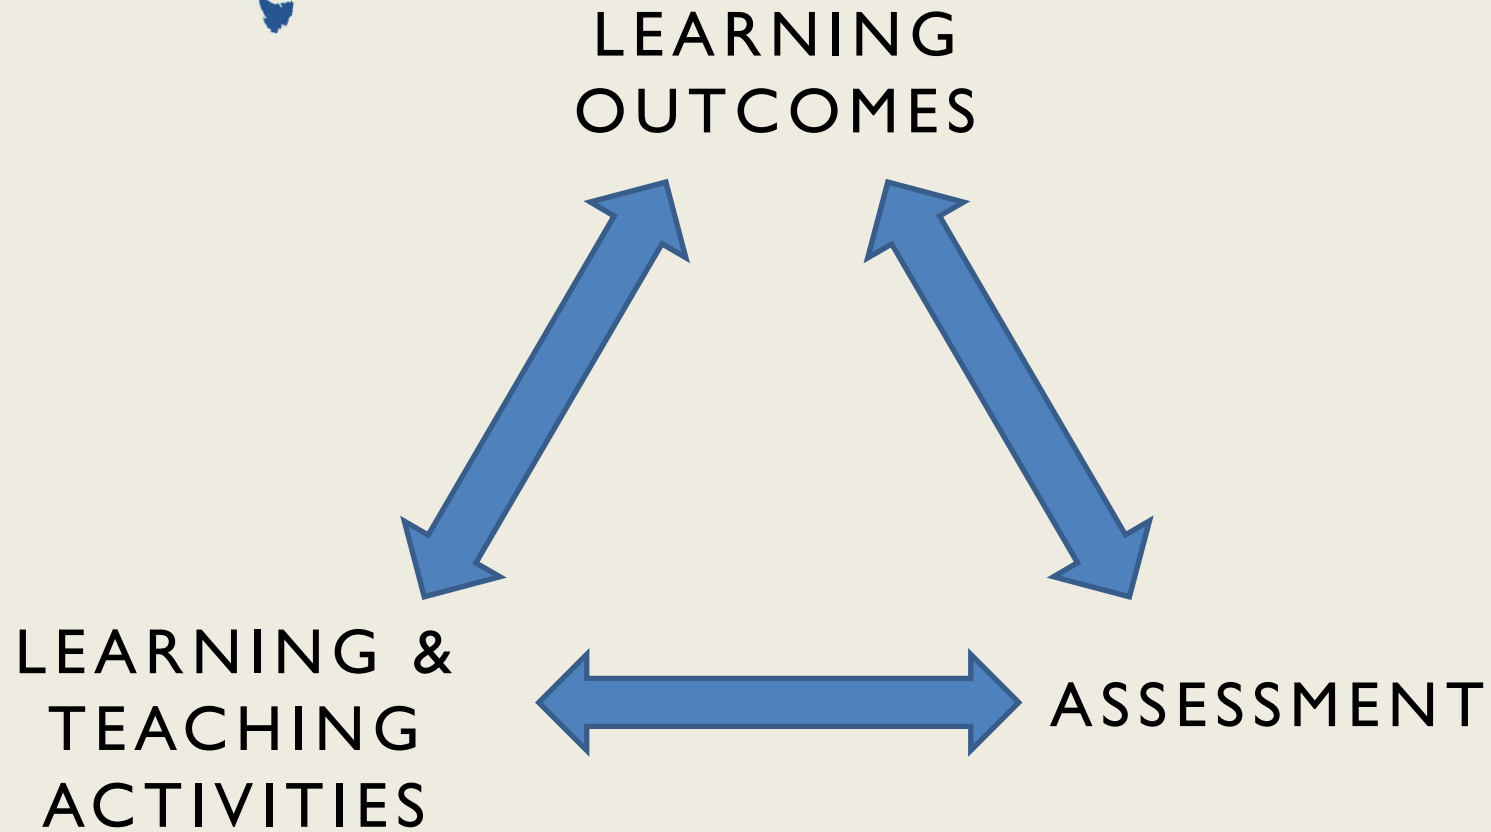 LEARNING
OUTCOMES
LEARNING &
TEACHING
ACTIVITIES
ASSESSMENT